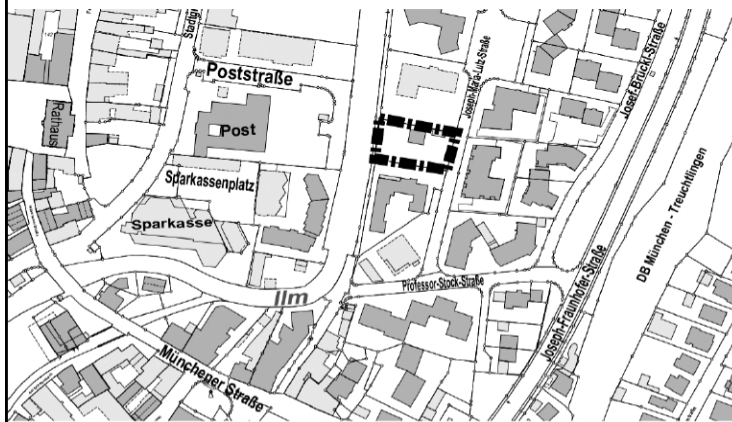 Stadtgr
Poststraße
Joseph-Maria-Lutz-Straße
Josef-Brückl-Straße
Rathaus
Post
Sparkassenplatz
Sparkasse
DB München - Treuchtlingen
Ilm
Professor-Stock-Straße
Joseph-Fraunhofer-Straße
Münchener Straße